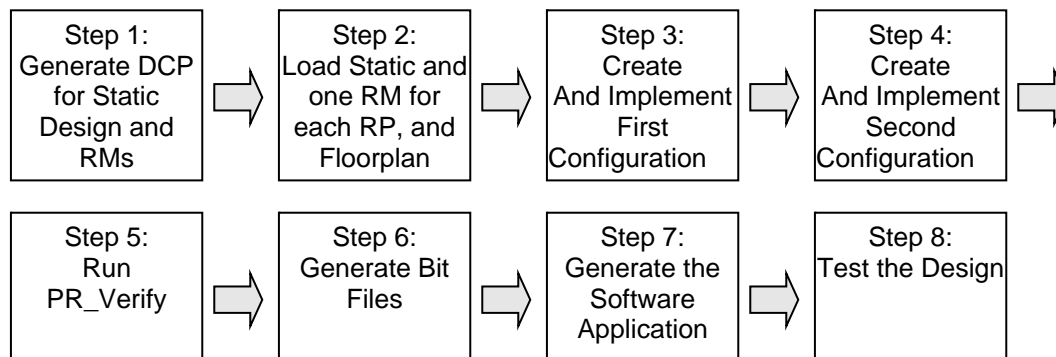 Step 1:
Generate DCP
for Static
Design and
RMs
Step 2:
Load Static and
one RM for
each RP, and
Floorplan
Step 3:
Create
And Implement
First
Configuration
Step 4:
Create
And Implement
Second
Configuration
Step 5:
Run
PR_Verify
Step 6:
Generate Bit
Files
Step 7:
Generate the
Software
Application
Step 8:
Test the Design